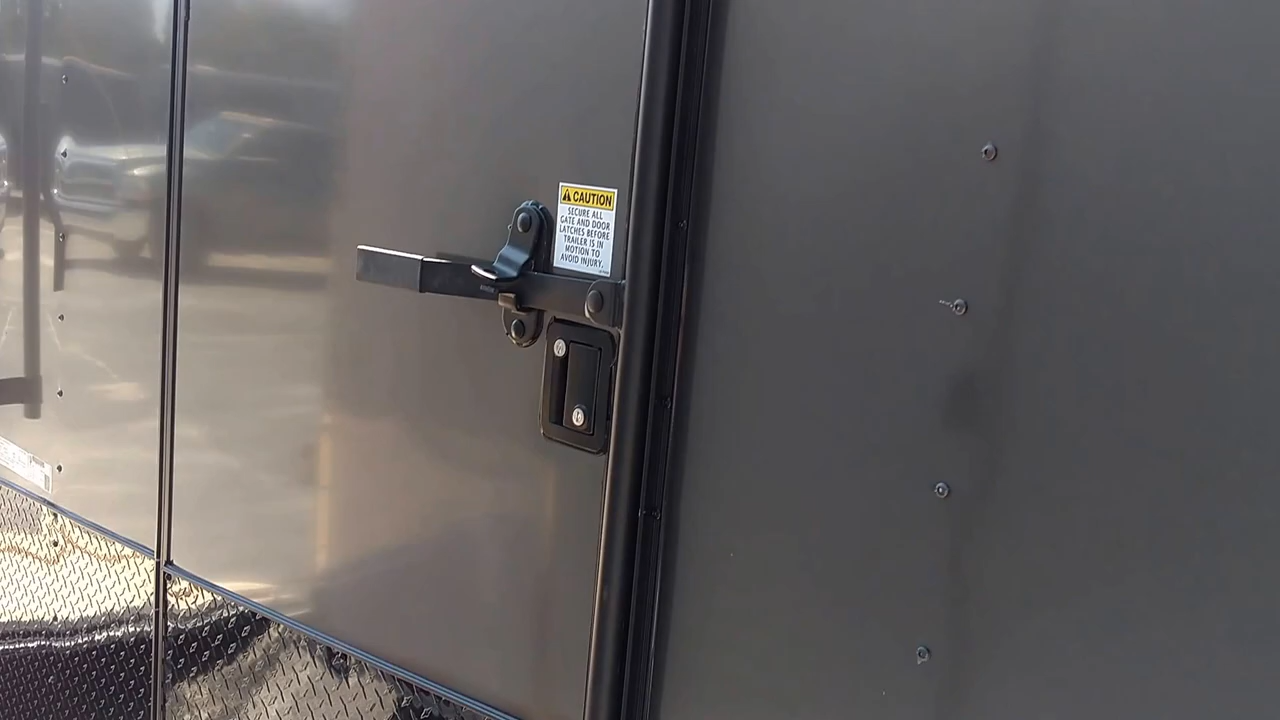 CAUTION
SECURE ALL
GATE AND DOOR
LATCHES BEFORE
TRAILER IS IN
MOTION TO
AVOID INJURY.